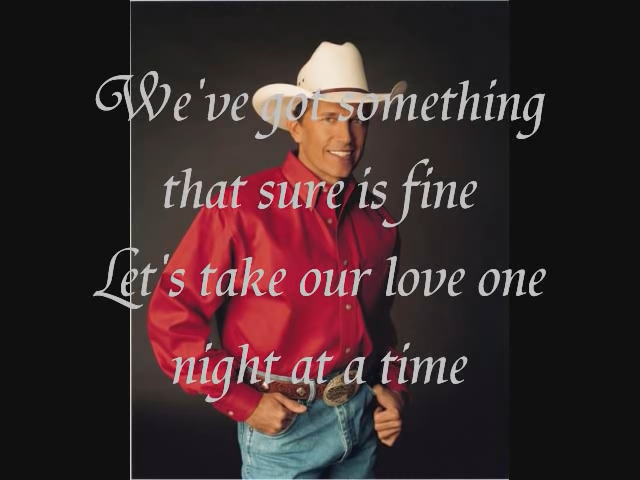 We've got something
that sure is fine
Let's take our love one
night at a time